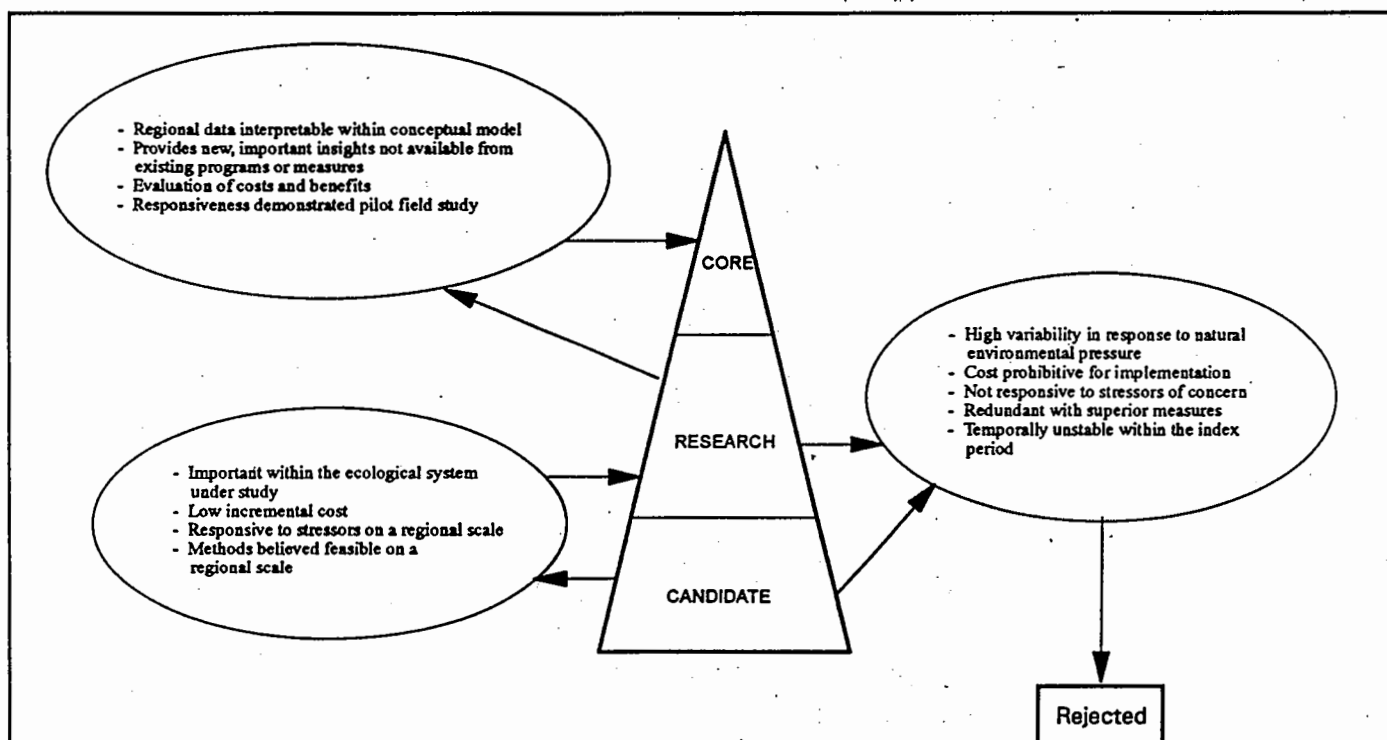 - Regional data interpretable within conceptual model
- Provides new, important insights not available from
existing programs or measures
- Evaluation of costs and benefits
- Responsiveness demonstrated pilot field study
CORE
- High variability in response to natural
environmental pressure
- Cost prohibitive for implementation
- Not responsive to stressors of concern
- Redundant with superior measures
- Temporally unstable within the index
period
RESEARCH
- Important within the ecological system
under study
- Low incremental cost
- Responsive to stressors on a regional scale
- Methods believed feasible on a
regional scale
CANDIDATE
Rejected